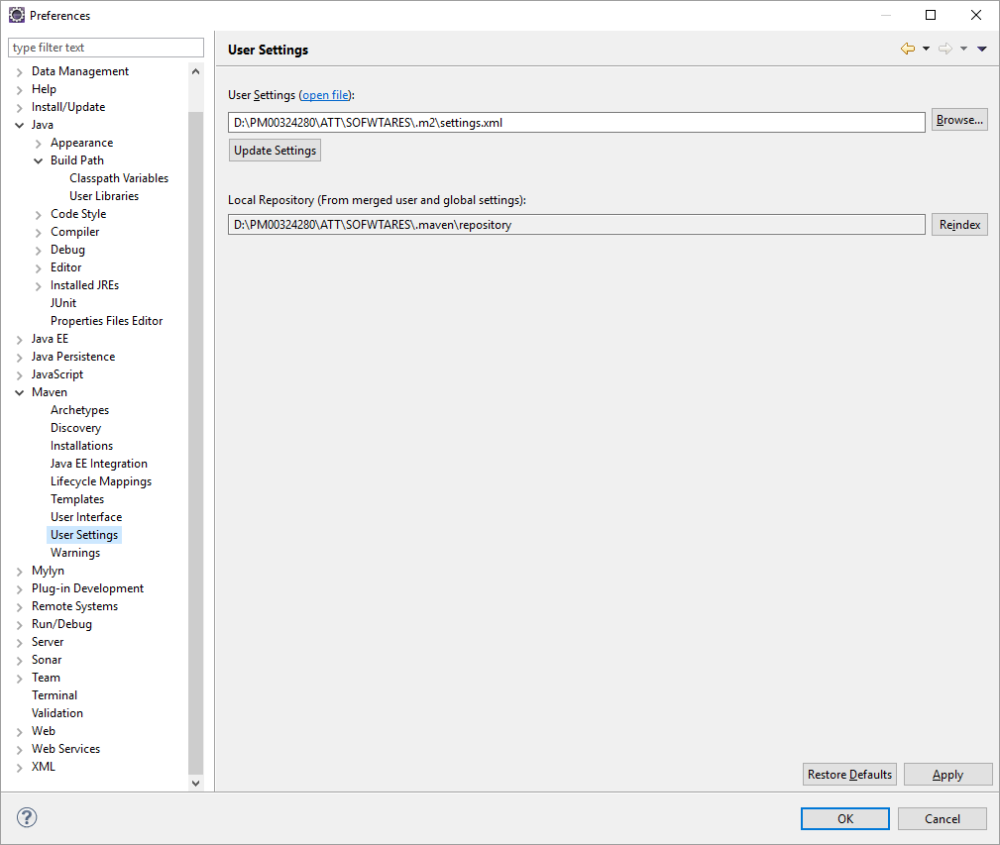 Preferences
type filter text
Data Management
Help
Install/Update
Java
Appearance
Build Path
Classpath Variables
User Libraries
Code Style
Compiler
Debug
Editor
Installed JREs
JUnit
Properties Files Editor
Java EE
Java Persistence
JavaScript
Maven
Archetypes
Discovery
Installations
Java EE Integration
Lifecycle Mappings
Templates
User Interface
User Settings
Warnings
Mylyn
Plug-in Development
Remote Systems
Run/Debug
Server
Sonar
Team
Terminal
Validation
Web
Web Services
XML
User Settings
User Settings (open file):
D:\PM00324280\ATT\SOFWTARES\.m2\settings.xml
Browse...
Update Settings
Local Repository (From merged user and global settings):
D:\PM00324280\ATT\SOFWTARES\.maven\repository
Reindex
Restore Defaults
Apply
?
OK
Cancel